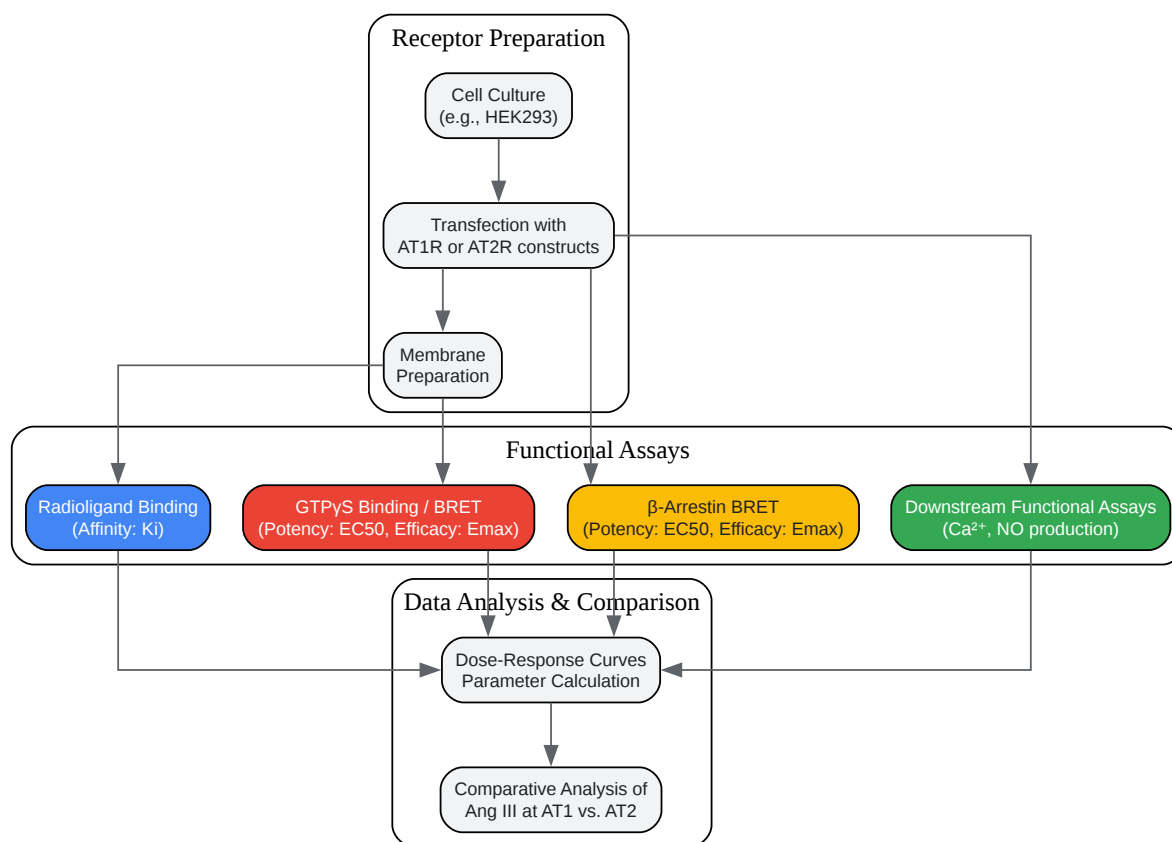 Receptor Preparation
Cell Culture
(e.g., HEK293)
Transfection with
AT1R or AT2R constructs
Membrane
Preparation
Functional Assays
Radioligand Binding
(Affinity: Ki)
GTPγS Binding / BRET
(Potency: EC50, Efficacy: Emax)
β-Arrestin BRET
(Potency: EC50, Efficacy: Emax)
Downstream Functional Assays
(Ca²⁺, NO production)
Data Analysis & Comparison
Dose-Response Curves
Parameter Calculation
Comparative Analysis of
Ang III at AT1 vs. AT2